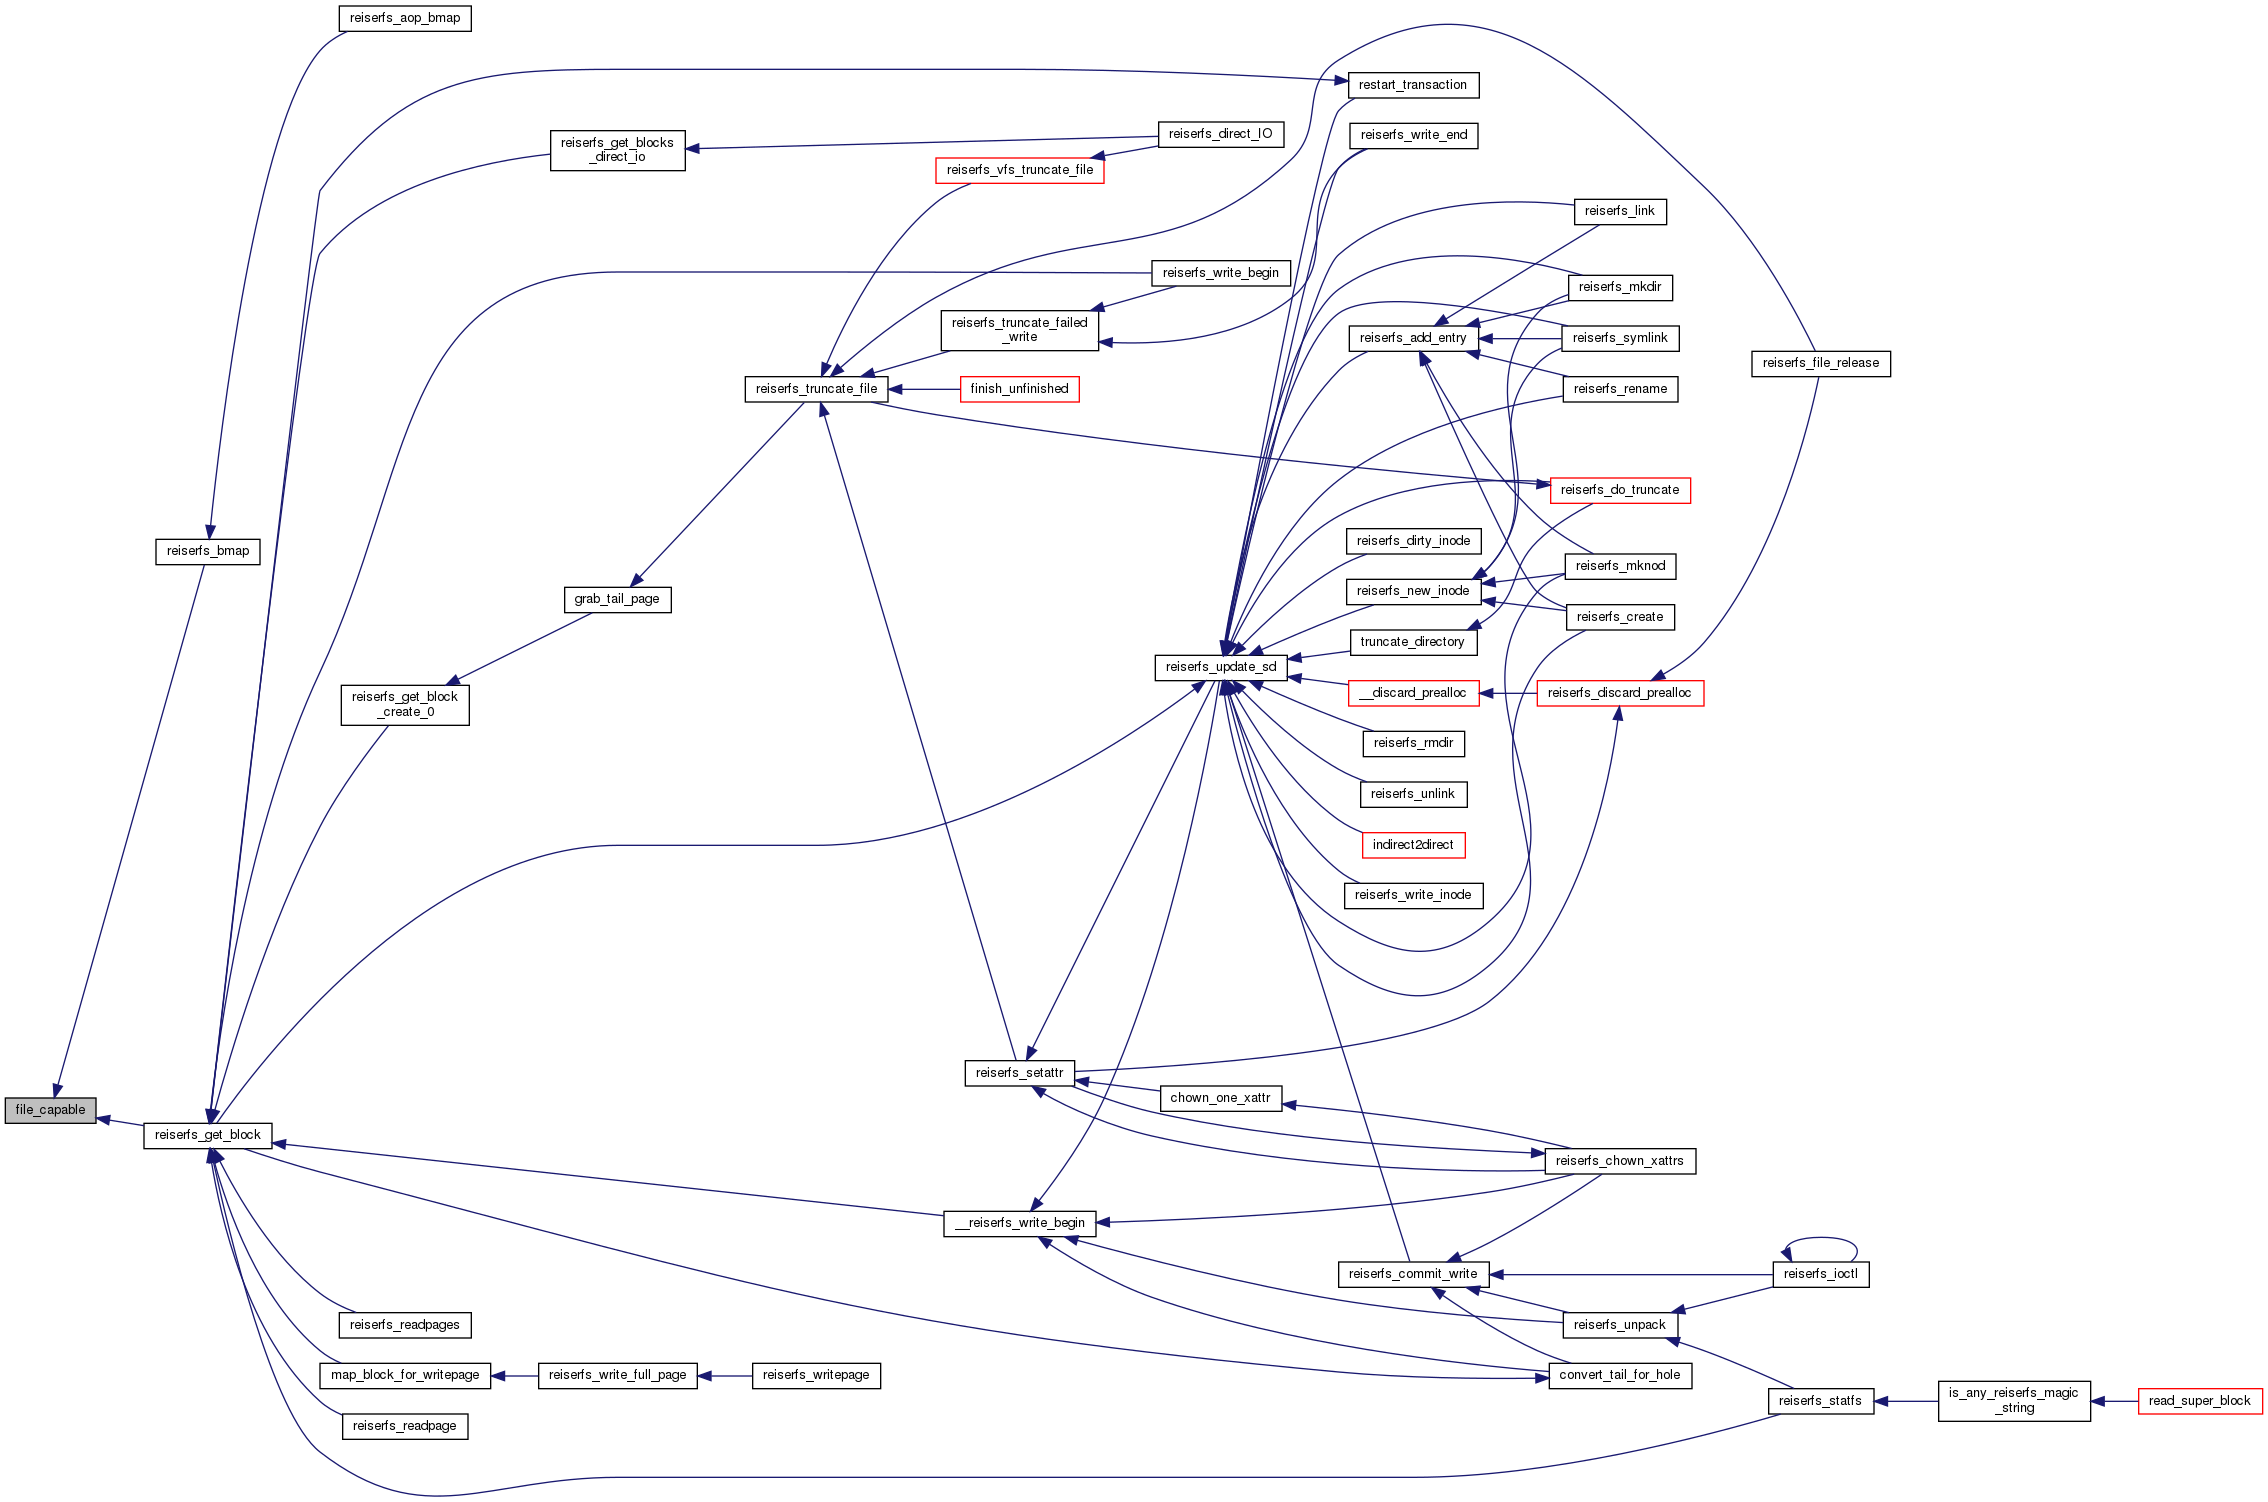 reiserfs_aop_bmap
restart_transaction
reiserfs_get_blocks
_direct_io
reiserfs_direct_IO
reiserfs_write_end
reiserfs_vfs_truncate_file
reiserfs_link
reiserfs_write_begin
reiserfs_mkdir
reiserfs_truncate_failed
_write
reiserfs_add_entry
reiserfs_symlink
reiserfs_file_release
reiserfs_truncate_file
finish_unfinished
reiserfs_rename
reiserfs_do_truncate
reiserfs_bmap
reiserfs_dirty_inode
reiserfs_mknod
grab_tail_page
reiserfs_new_inode
reiserfs_create
truncate_directory
reiserfs_update_sd
reiserfs_get_block
_create_0
__discard_prealloc
reiserfs_discard_prealloc
reiserfs_rmdir
reiserfs_unlink
indirect2direct
reiserfs_write_inode
reiserfs_setattr
chown_one_xattr
file_capable
reiserfs_get_block
reiserfs_chown_xattrs
__reiserfs_write_begin
reiserfs_commit_write
reiserfs_ioctl
reiserfs_readpages
reiserfs_unpack
map_block_for_writepage
reiserfs_write_full_page
reiserfs_writepage
convert_tail_for_hole
reiserfs_statfs
is_any_reiserfs_magic
_string
read_super_block
reiserfs_readpage